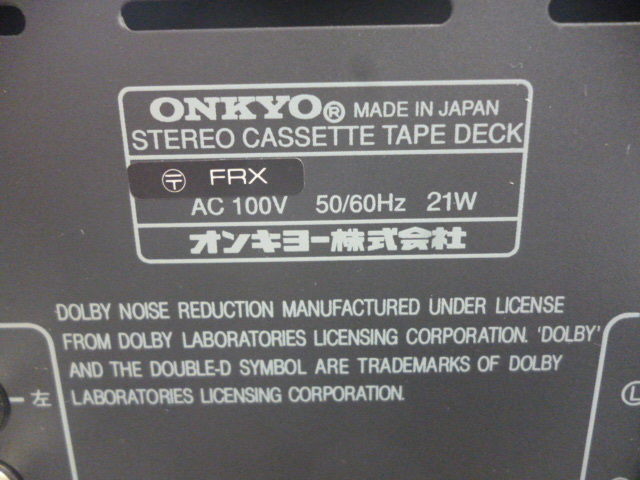 ONKYO® MADE IN JAPAN
STEREO CASSETTE TAPE DECK
〶 FRX
AC 100V 50/60Hz 21W
オンキヨー株式会社
DOLBY NOISE REDUCTION MANUFACTURED UNDER LICENSE
FROM DOLBY LABORATORIES LICENSING CORPORATION. 'DOLBY'
AND THE DOUBLE-D SYMBOL ARE TRADEMARKS OF DOLBY
LABORATORIES LICENSING CORPORATION.
左
L